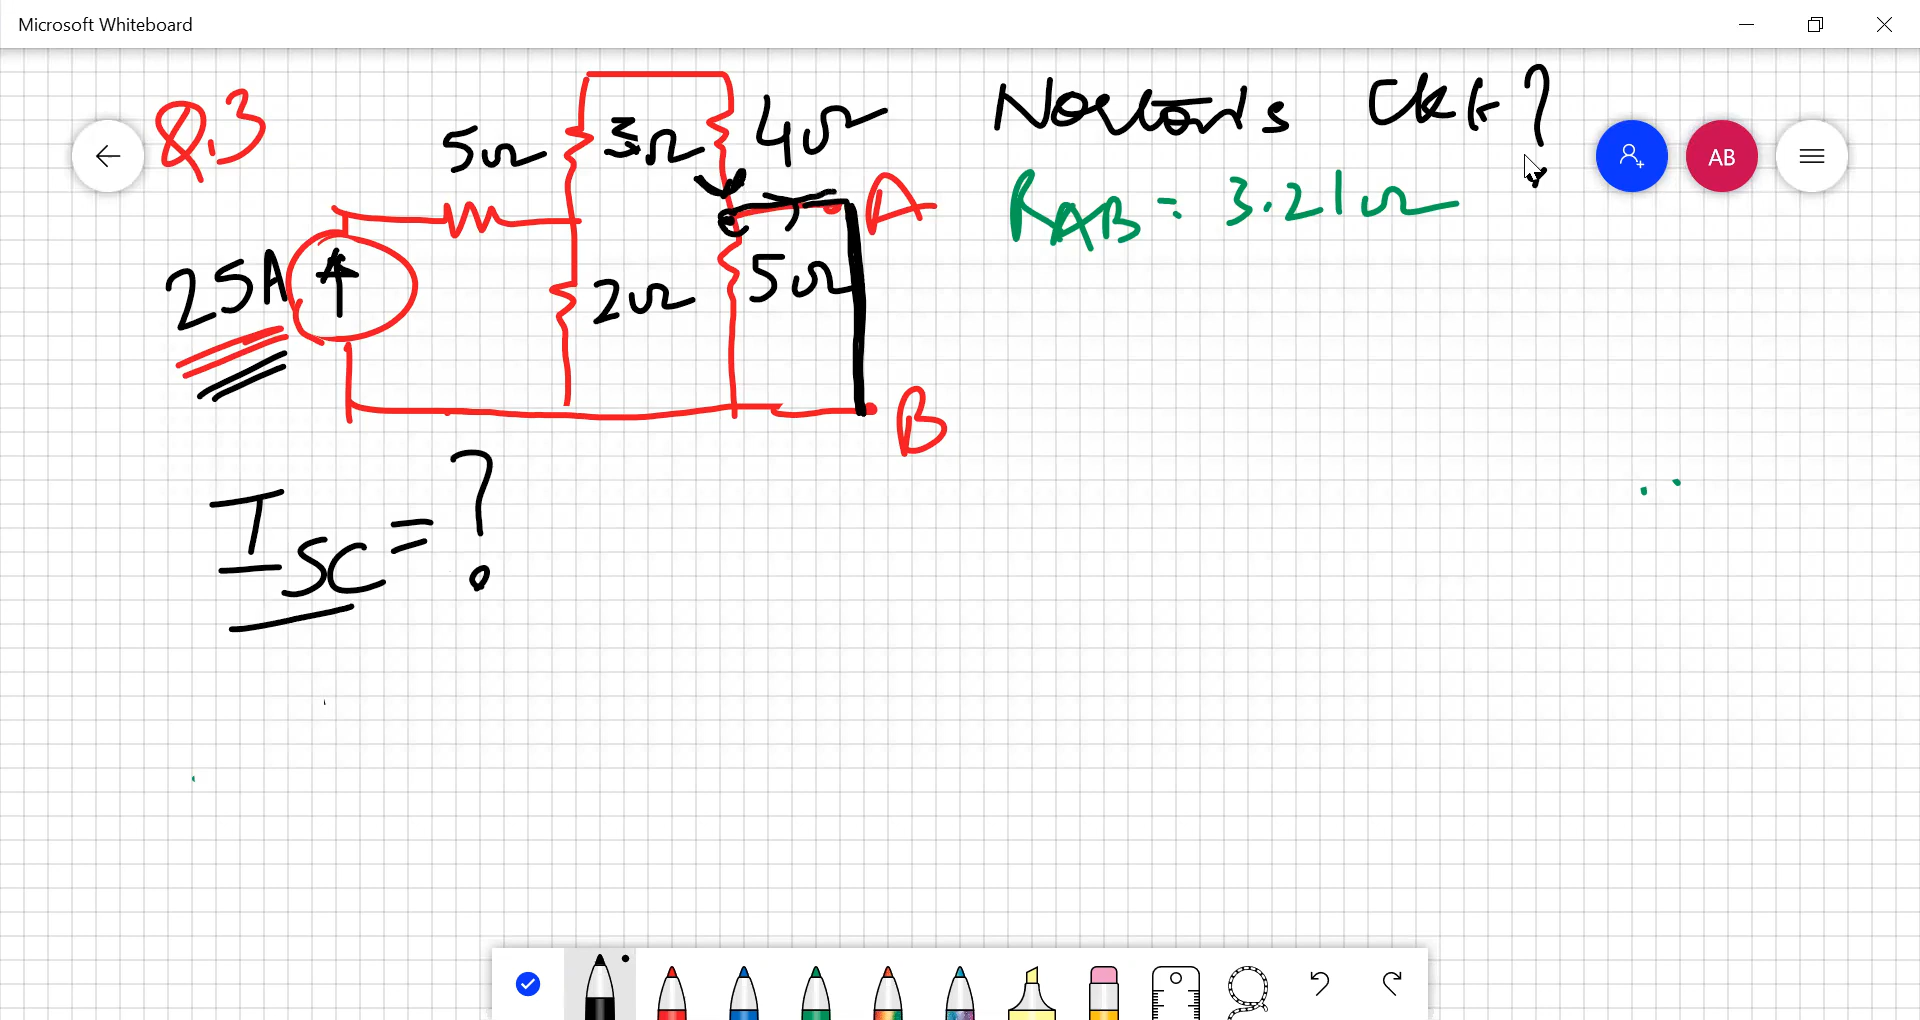 Microsoft Whiteboard
Q.3
5Ω 3Ω 4Ω
Norton's Ckt ?
AB
A
RAB = 3.21Ω
25A
2Ω 5Ω
B
ISC = ?